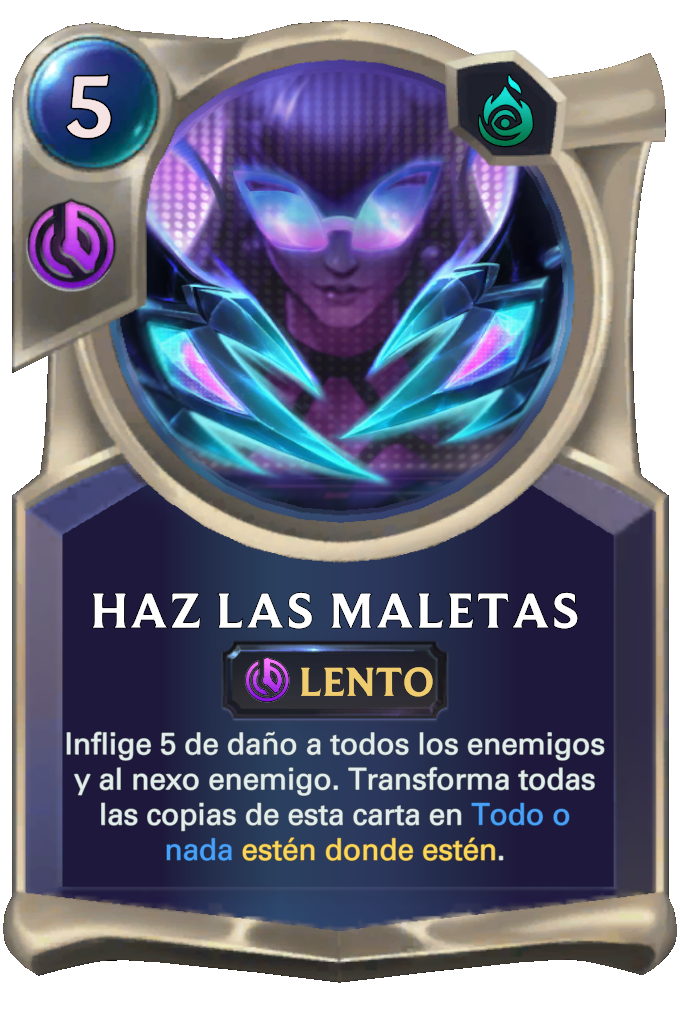 5
HAZ LAS MALETAS
LENTO
Inflige 5 de daño a todos los enemigos
y al nexo enemigo. Transforma todas
las copias de esta carta en Todo o
nada estén donde estén.